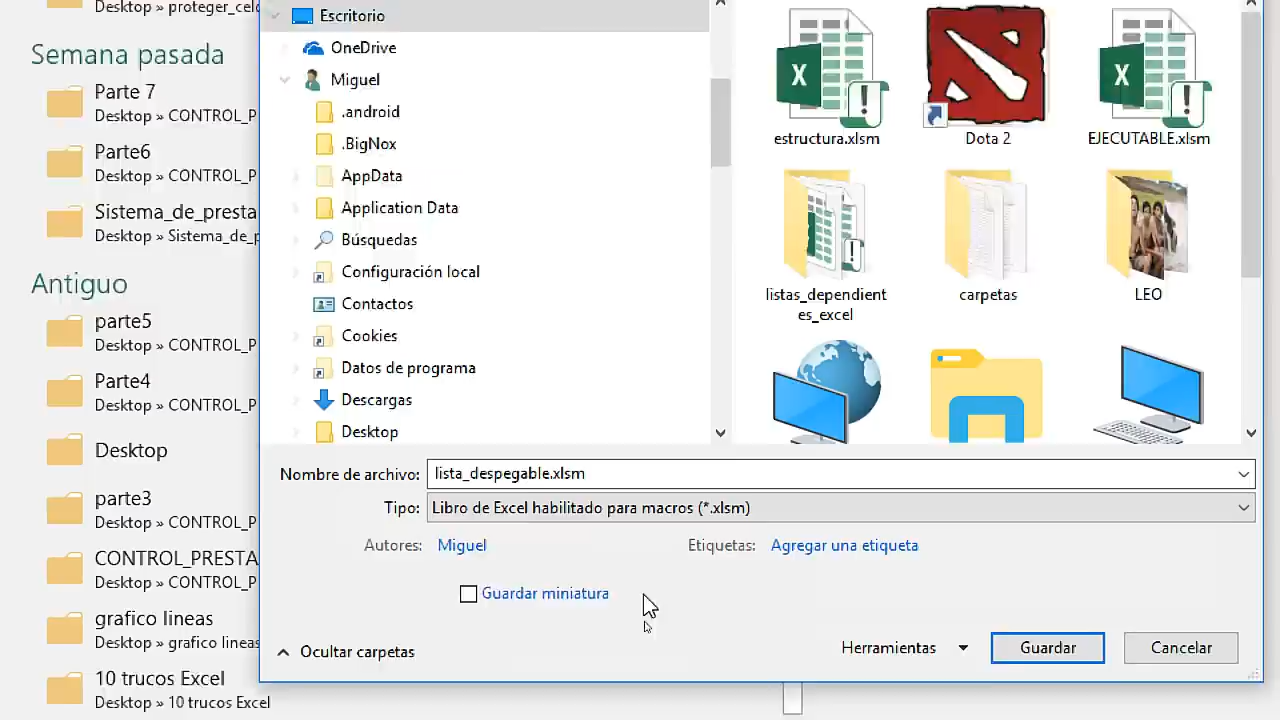 Desktop » proteger_celd
Semana pasada
Parte 7
Desktop » CONTROL_P
Parte6
Desktop » CONTROL_P
Sistema_de_presta
Desktop » Sistema_de_p
Antiguo
parte5
Desktop » CONTROL_P
Parte4
Desktop » CONTROL_P
Desktop
parte3
Desktop » CONTROL_P
CONTROL_PRESTA
Desktop » CONTROL_P
grafico lineas
Desktop » grafico lineas
10 trucos Excel
Desktop » 10 trucos Excel
Escritorio
OneDrive
Miguel
.android
.BigNox
AppData
Application Data
Búsquedas
Configuración local
Contactos
Cookies
Datos de programa
Descargas
Desktop
estructura.xlsm
Dota 2
EJECUTABLE.xlsm
listas_dependient
es_excel
carpetas
LEO
Nombre de archivo: lista_despegable.xlsm
Tipo: Libro de Excel habilitado para macros (*.xlsm)
Autores: Miguel Etiquetas: Agregar una etiqueta
Guardar miniatura
Ocultar carpetas Herramientas Guardar Cancelar